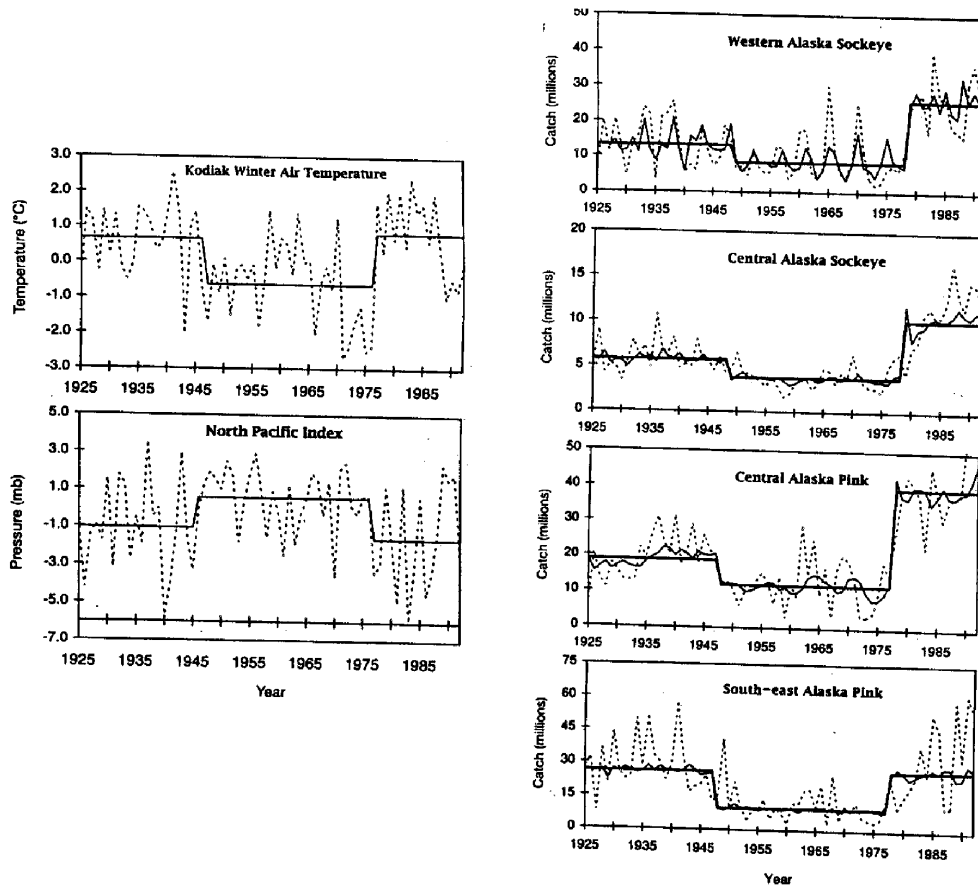 3.0
Kodiak Winter Air Temperature
2.0
1.0
0.0
-1.0
-2.0
-3.0
Temperature (°C)
1925 1935 1945 1955 1965 1975 1985
5.0
North Pacific Index
3.0
1.0
-1.0
-3.0
-5.0
-7.0
Pressure (mb)
1925 1935 1945 1955 1965 1975 1985
Year
50
Western Alaska Sockeye
40
30
20
10
0
Catch (millions)
1925 1935 1945 1955 1965 1975 1985
20
Central Alaska Sockeye
15
10
5
0
Catch (millions)
1925 1935 1945 1955 1965 1975 1985
50
Central Alaska Pink
40
30
20
10
0
Catch (millions)
1925 1935 1945 1955 1965 1975 1985
75
South-east Alaska Pink
60
45
30
15
0
Catch (millions)
1925 1935 1945 1955 1965 1975 1985
Year